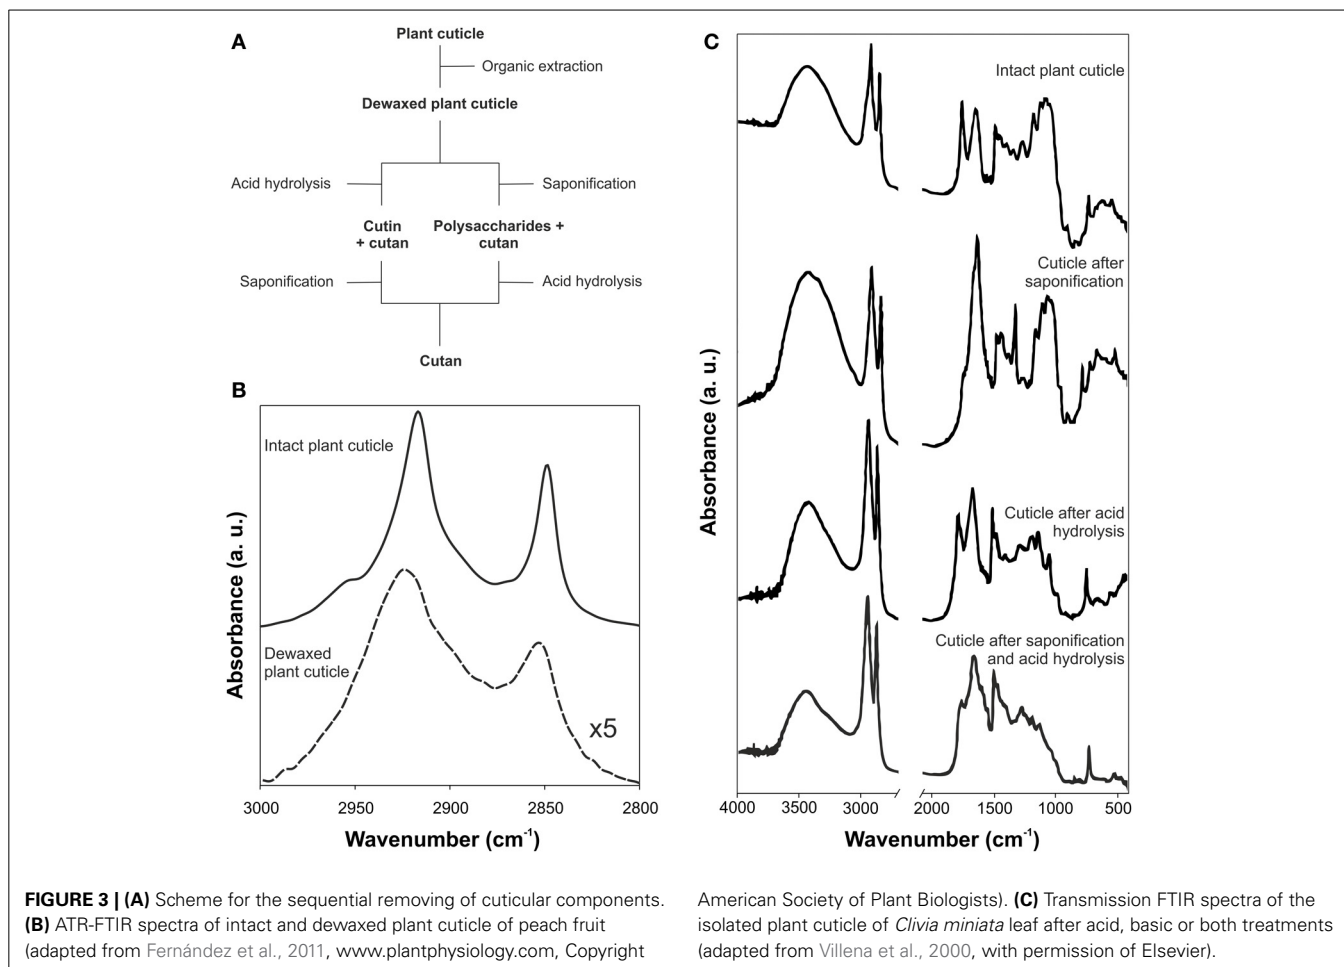 A
Plant cuticle
Organic extraction
Dewaxed plant cuticle
Acid hydrolysis
Saponification
Cutin
+ cutan
Polysaccharides +
cutan
Saponification
Acid hydrolysis
Cutan
B
Intact plant cuticle
Dewaxed
plant cuticle
x5
Absorbance (a. u.)
3000 2950 2900 2850 2800
Wavenumber (cm-1)
C
Intact plant cuticle
Cuticle after
saponification
Cuticle after acid
hydrolysis
Cuticle after saponification
and acid hydrolysis
Absorbance (a. u.)
4000 3500 3000 2000 1500 1000 500
Wavenumber (cm-1)
FIGURE 3 | (A) Scheme for the sequential removing of cuticular components.
(B) ATR-FTIR spectra of intact and dewaxed plant cuticle of peach fruit
(adapted from Fernández et al., 2011, www.plantphysiology.com, Copyright
American Society of Plant Biologists). (C) Transmission FTIR spectra of the
isolated plant cuticle of Clivia miniata leaf after acid, basic or both treatments
(adapted from Villena et al., 2000, with permission of Elsevier).